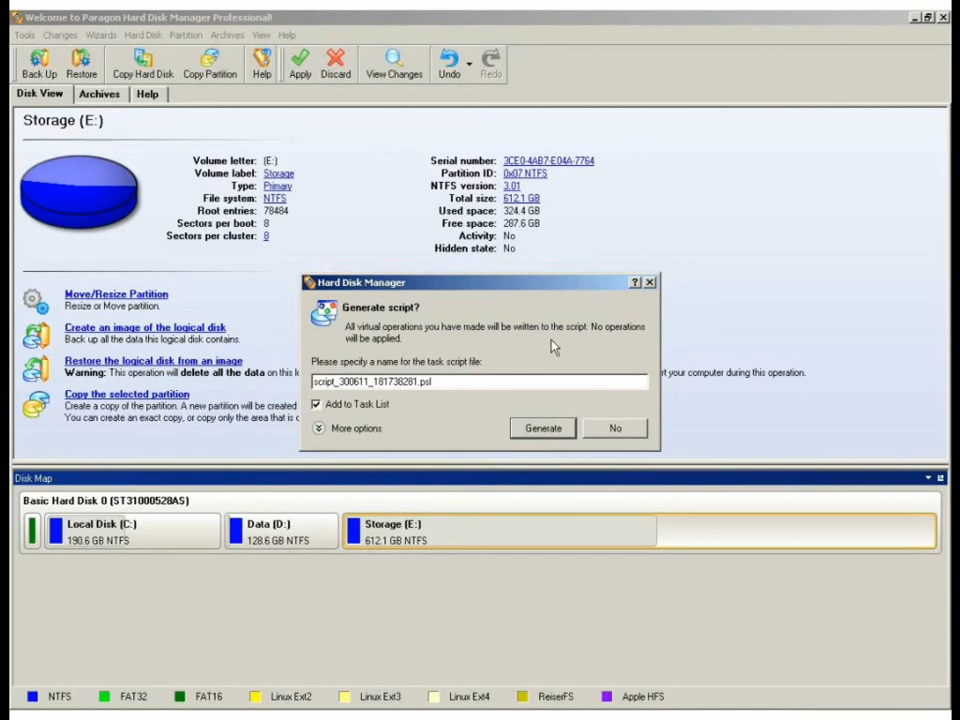 Welcome to Paragon Hard Disk Manager Professional!
Tools Changes Wizards Hard Disk Partition Archives View Help
Back Up Restore Copy Hard Disk Copy Partition Help Apply Discard View Changes Undo Redo
Disk View Archives Help
Storage (E:)
Volume letter: (E:)
Volume label: Storage
Type: Primary
File system: NTFS
Root entries: 78484
Sectors per boot: 8
Sectors per cluster: 8
Serial number: 3CE0-4AB7-E04A-7764
Partition ID: 0x07 NTFS
NTFS version: 3.01
Total size: 612.1 GB
Used space: 324.4 GB
Free space: 287.6 GB
Activity: No
Hidden state: No
Move/Resize Partition
Resize or Move partition.
Create an image of the logical disk
Back up all the data this logical disk contains.
Restore the logical disk from an image
Warning: This operation will delete all the data on this l
rt your computer during this operation.
Copy the selected partition
Create a copy of the partition. A new partition will be created
You can create an exact copy, or copy only the area that is c
Hard Disk Manager
Generate script?
All virtual operations you have made will be written to the script. No operations
will be applied.
Please specify a name for the task script file:
script_300611_181738281.psl
Add to Task List
More options
Generate
No
Disk Map
Basic Hard Disk 0 (ST31000528AS)
Local Disk (C:)
190.6 GB NTFS
Data (D:)
128.6 GB NTFS
Storage (E:)
612.1 GB NTFS
NTFS FAT32 FAT16 Linux Ext2 Linux Ext3 Linux Ext4 ReiserFS Apple HFS